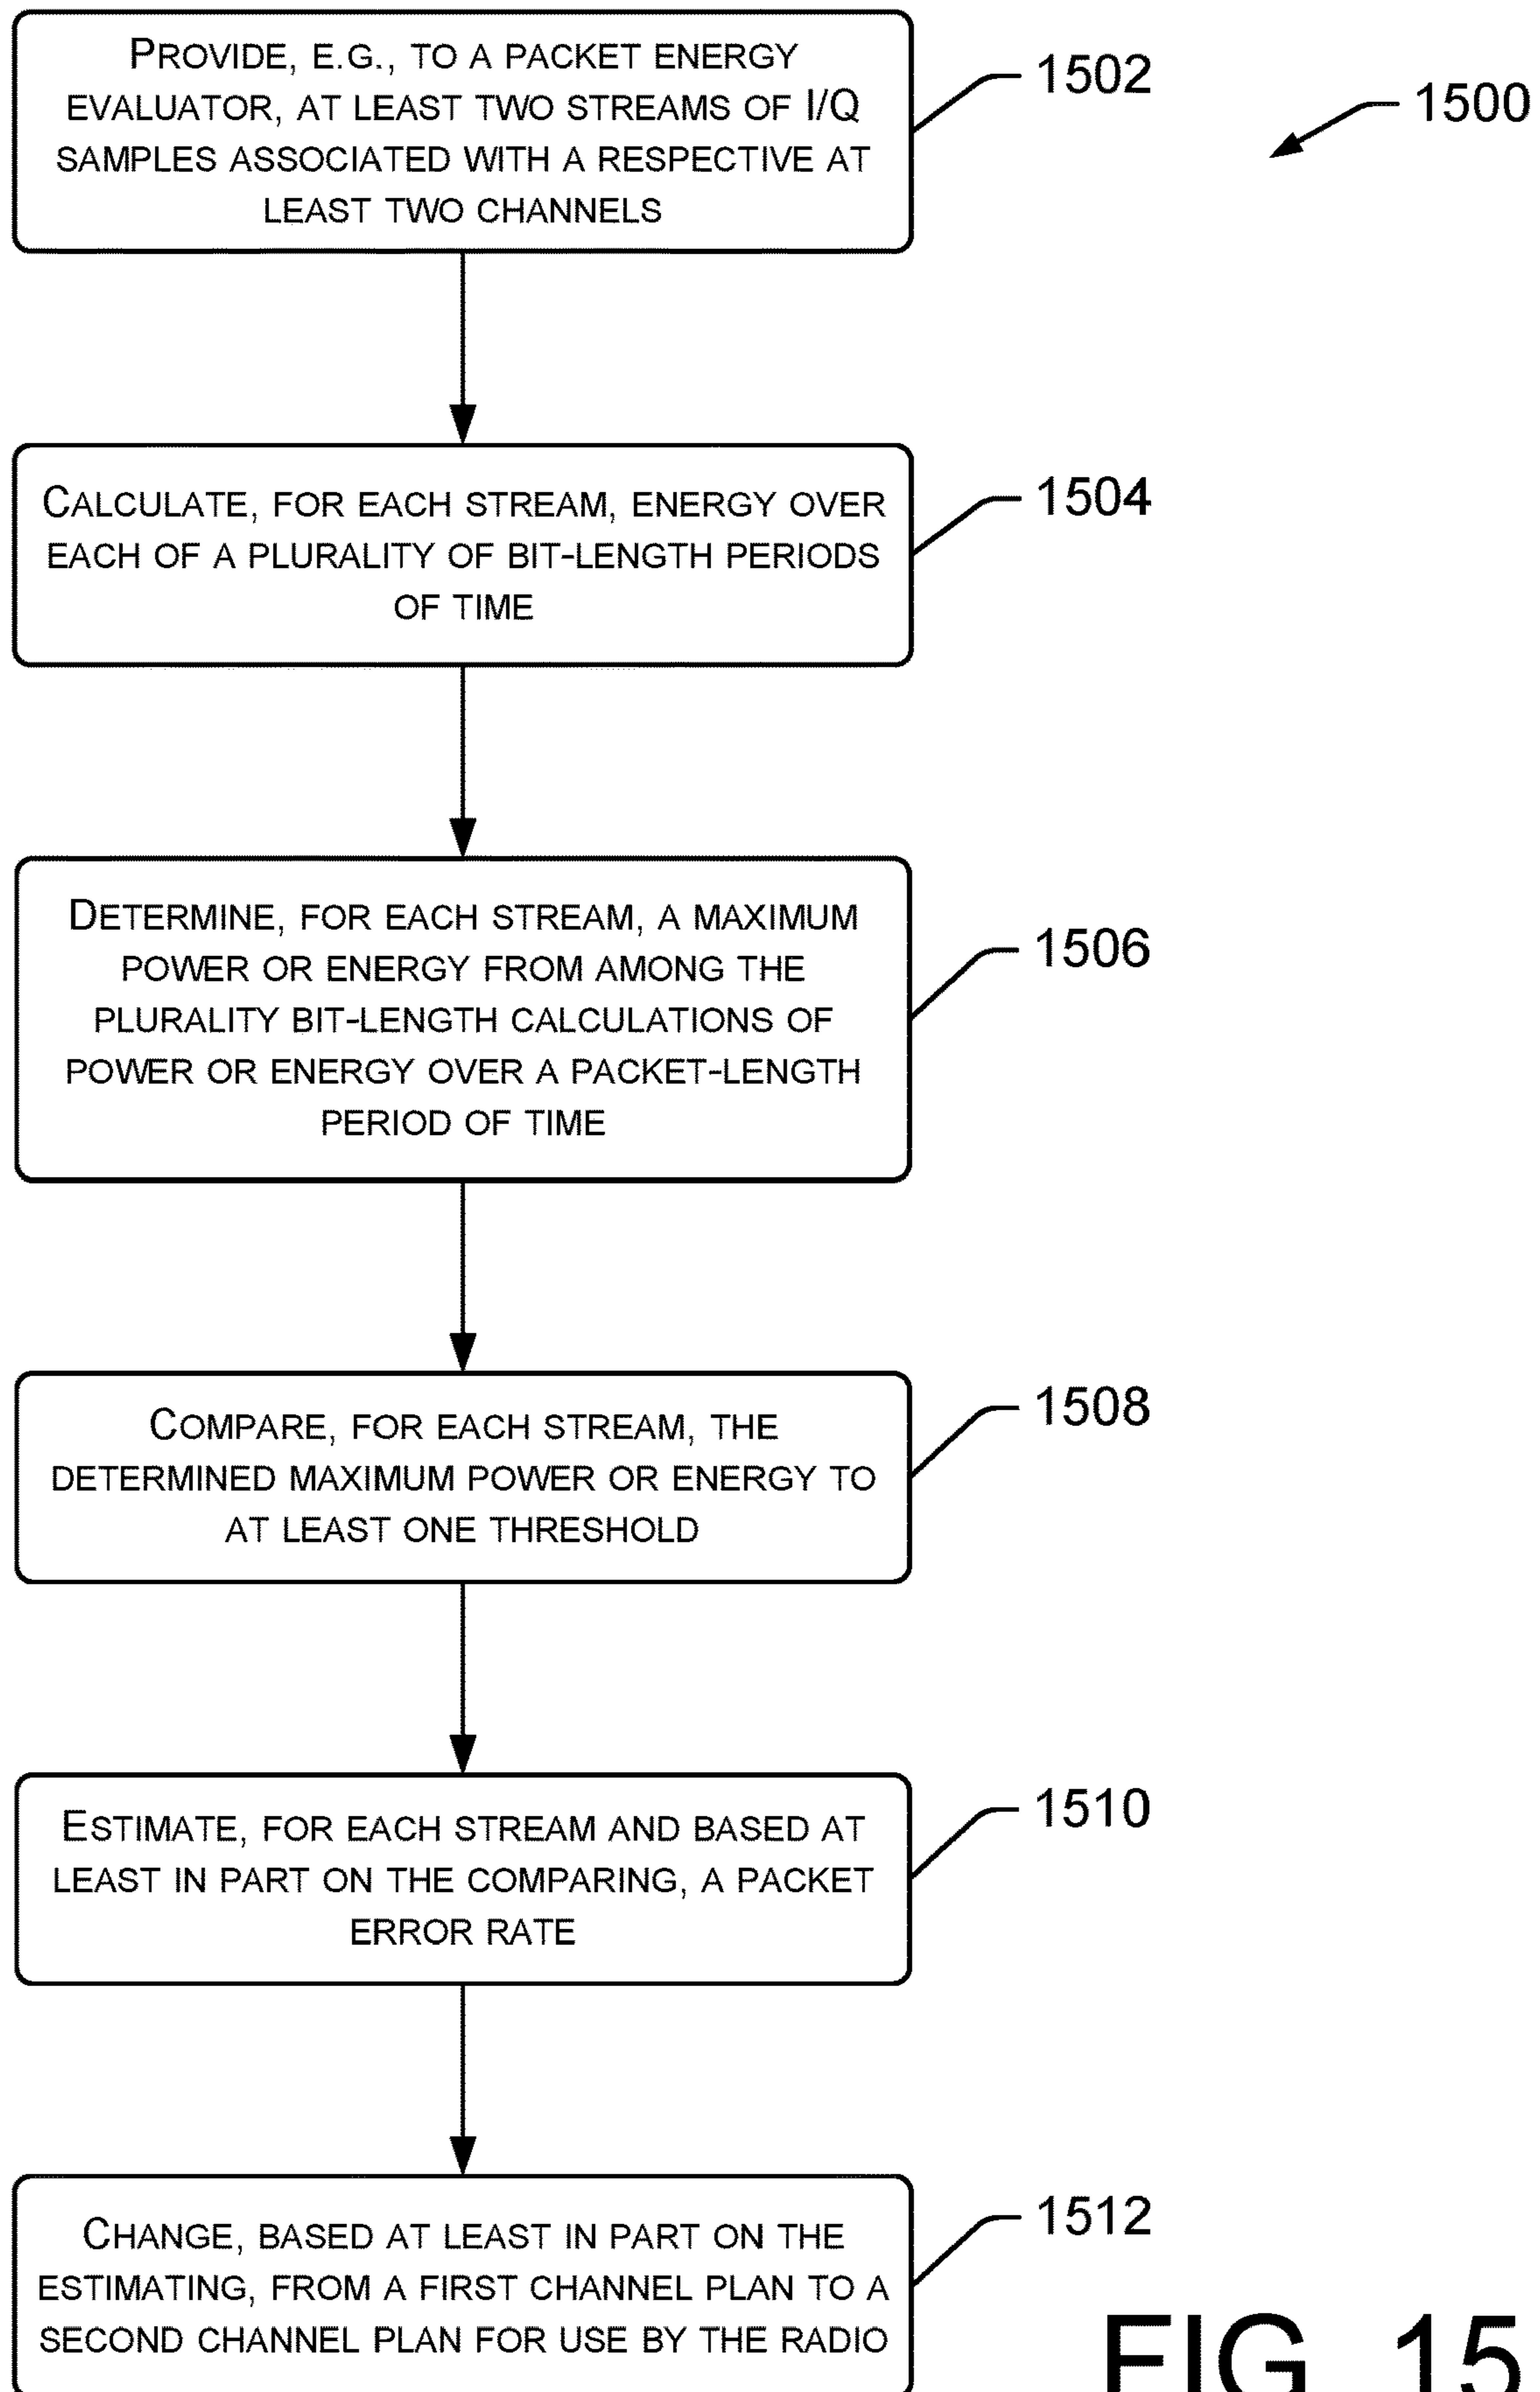 PROVIDE, E.G., TO A PACKET ENERGY
EVALUATOR, AT LEAST TWO STREAMS OF I/Q
SAMPLES ASSOCIATED WITH A RESPECTIVE AT
LEAST TWO CHANNELS
1502
1500
CALCULATE, FOR EACH STREAM, ENERGY OVER
EACH OF A PLURALITY OF BIT-LENGTH PERIODS
OF TIME
1504
DETERMINE, FOR EACH STREAM, A MAXIMUM
POWER OR ENERGY FROM AMONG THE
PLURALITY BIT-LENGTH CALCULATIONS OF
POWER OR ENERGY OVER A PACKET-LENGTH
PERIOD OF TIME
1506
COMPARE, FOR EACH STREAM, THE
DETERMINED MAXIMUM POWER OR ENERGY TO
AT LEAST ONE THRESHOLD
1508
ESTIMATE, FOR EACH STREAM AND BASED AT
LEAST IN PART ON THE COMPARING, A PACKET
ERROR RATE
1510
CHANGE, BASED AT LEAST IN PART ON THE
ESTIMATING, FROM A FIRST CHANNEL PLAN TO A
SECOND CHANNEL PLAN FOR USE BY THE RADIO
1512
FIG. 15